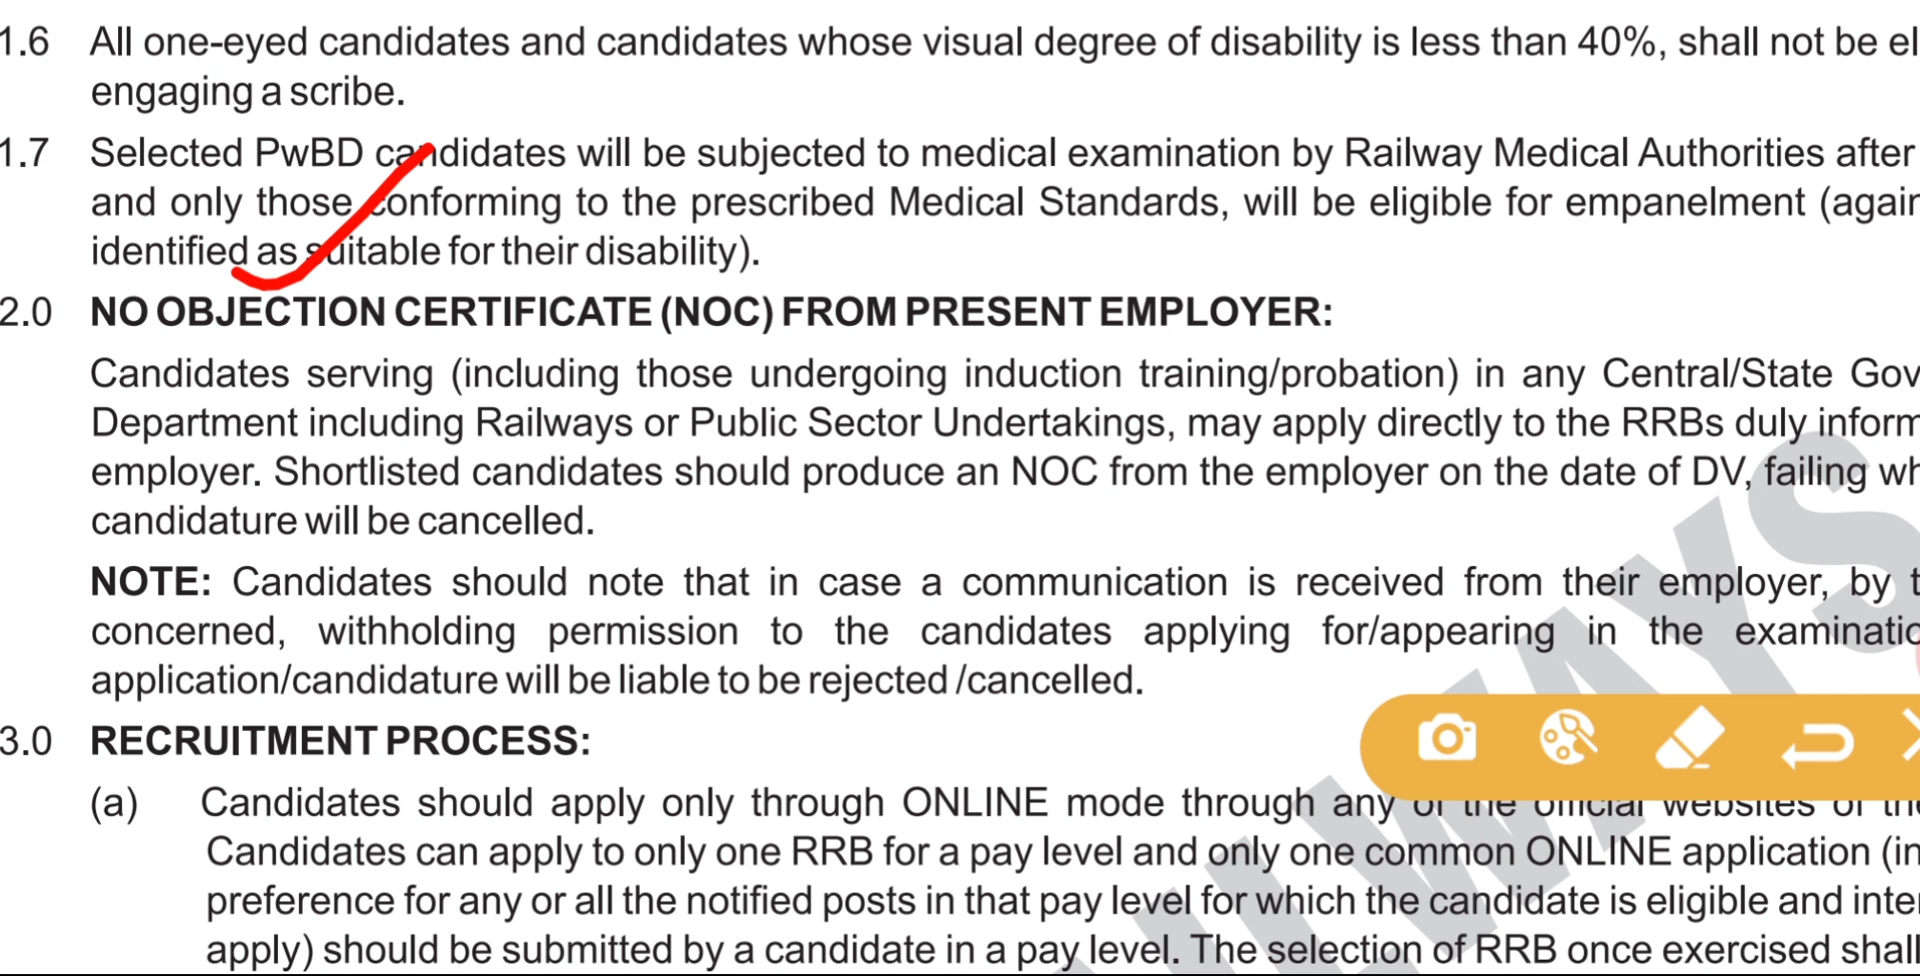 1.6 All one-eyed candidates and candidates whose visual degree of disability is less than 40%, shall not be
engaging a scribe.
1.7 Selected PwBD candidates will be subjected to medical examination by Railway Medical Authorities after
and only those conforming to the prescribed Medical Standards, will be eligible for empanelment
identified as suitable for their disability).
2.0 NO OBJECTION CERTIFICATE (NOC) FROM PRESENT EMPLOYER:
Candidates serving (including those undergoing induction training/probation) in any Central/State
Department including Railways or Public Sector Undertakings, may apply directly to the RRBs duly
employer. Shortlisted candidates should produce an NOC from the employer on the date of DV, failing
candidature will be cancelled.
NOTE: Candidates should note that in case a communication is received from their employer, by
concerned, withholding permission to the candidates applying for/appearing in the
application/candidature will be liable to be rejected /cancelled.
3.0 RECRUITMENT PROCESS:
(a) Candidates should apply only through ONLINE mode through any of the official websites of
Candidates can apply to only one RRB for a pay level and only one common ONLINE application
preference for any or all the notified posts in that pay level for which the candidate is eligible and
apply) should be submitted by a candidate in a pay level. The selection of RRB once exercised shall